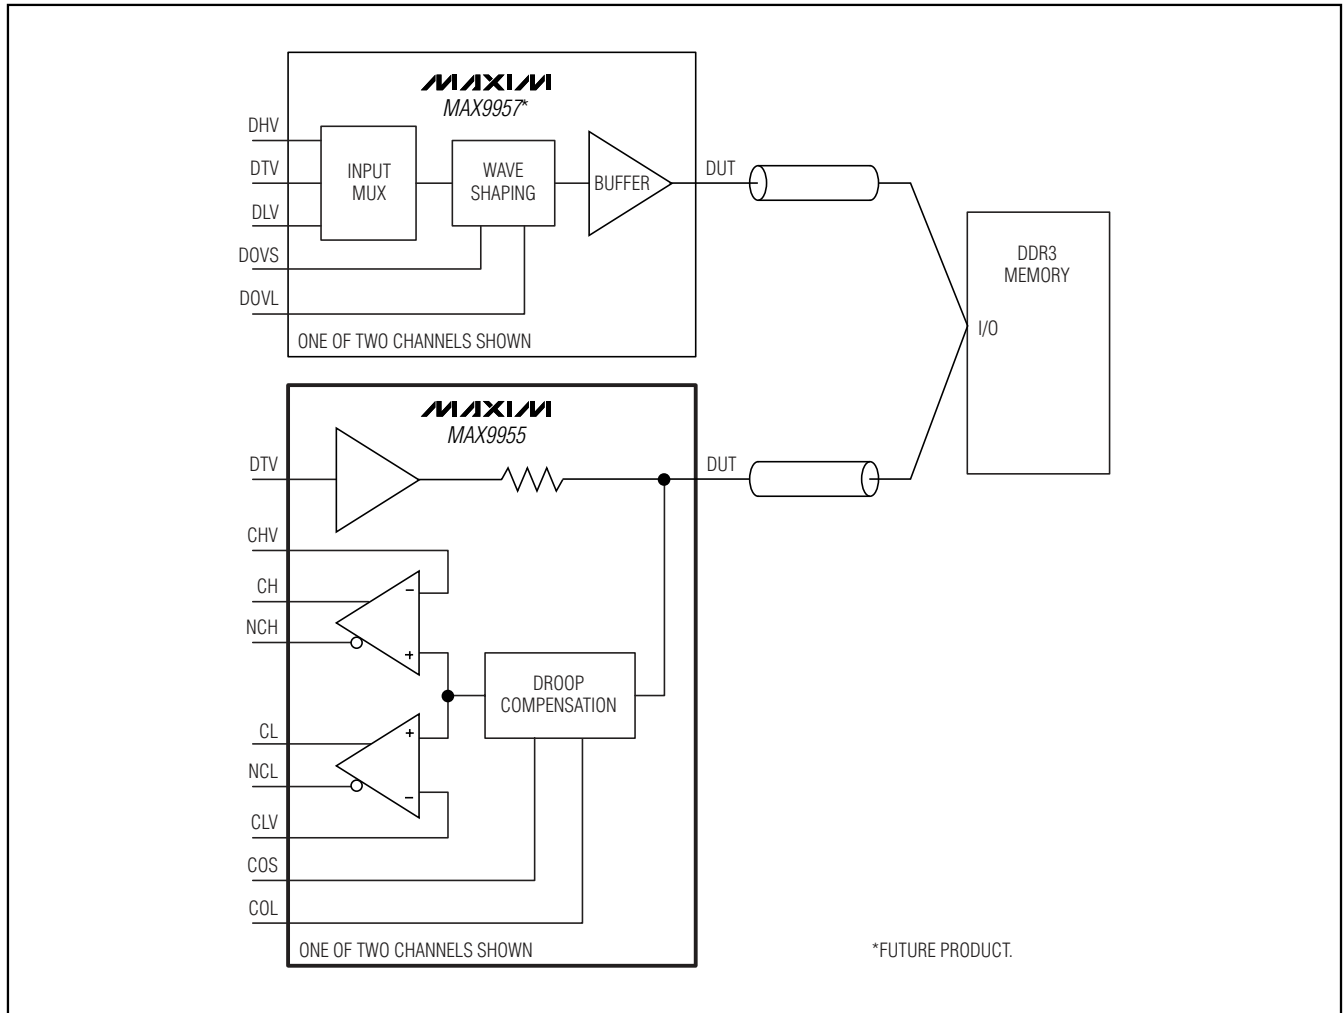 MAXIM
MAX9957*
DHV
DTV
DLV
DOVS
DOVL
INPUT
MUX
WAVE
SHAPING
BUFFER
DUT
ONE OF TWO CHANNELS SHOWN
DDR3
MEMORY
I/O
MAXIM
MAX9955
DTV
DUT
CHV
CH
NCH
-
+
DROOP
COMPENSATION
CL
NCL
+
-
CLV
COS
COL
ONE OF TWO CHANNELS SHOWN
*FUTURE PRODUCT.